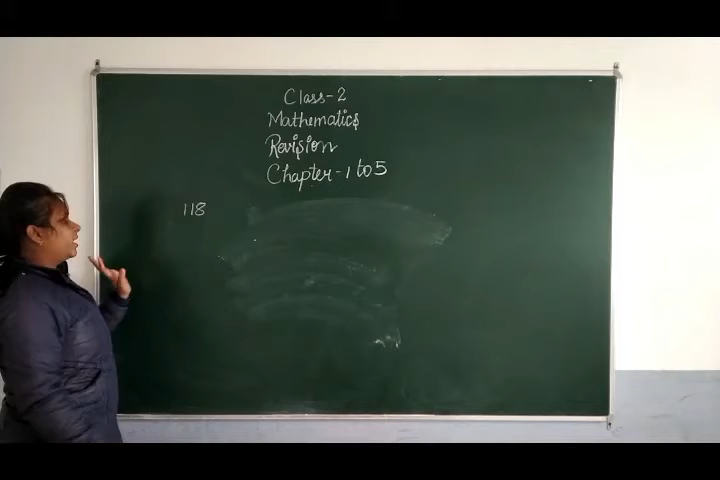 Class-2
Mathematics
Revision
Chapter-1 to 5
118